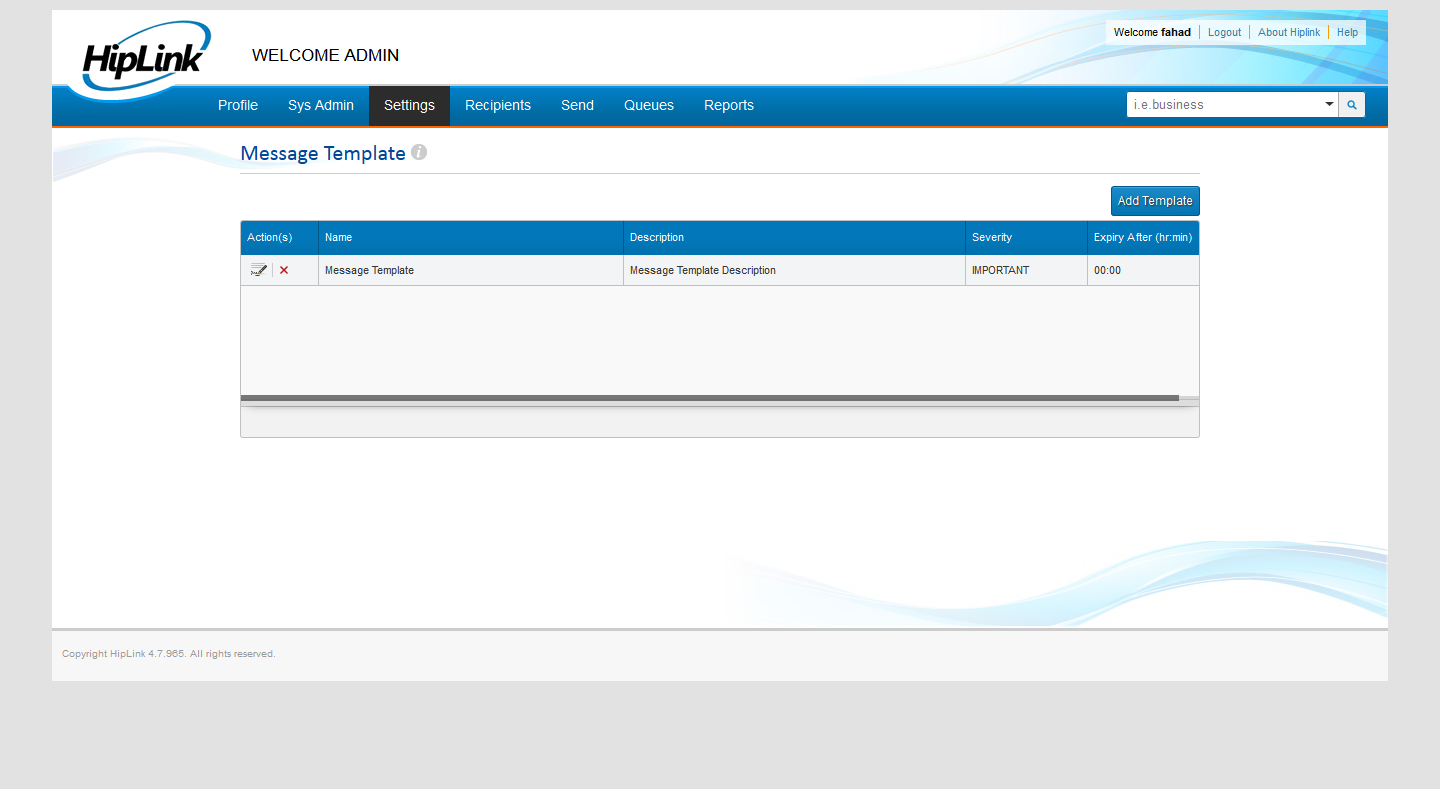 HipLink
WELCOME ADMIN
Welcome fahad Logout About Hiplink Help
Profile Sys Admin Settings Recipients Send Queues Reports i.e.business
Message Template
Add Template
Action(s) Name Description Severity Expiry After (hr:min)
Message Template Message Template Description IMPORTANT 00:00
Copyright HipLink 4.7.965. All rights reserved.